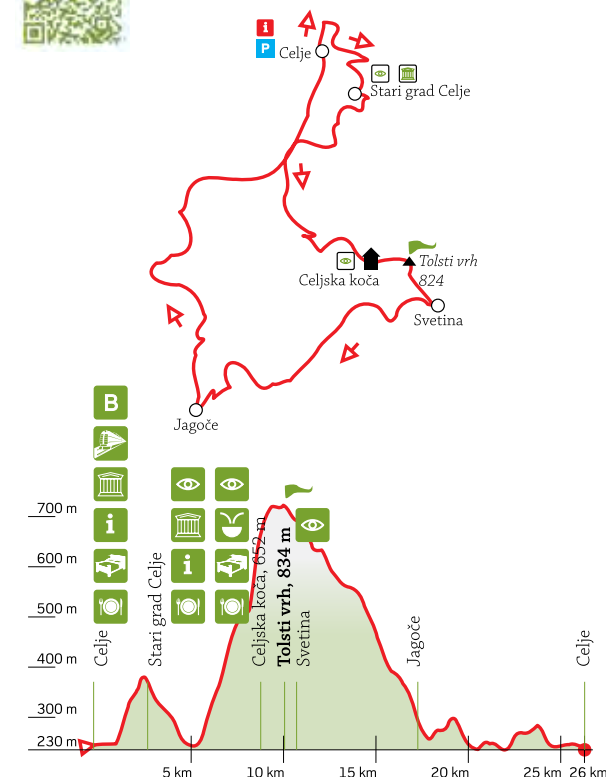 i
P
Celje
Stari grad Celje
Tolsti vrh
824
Celjska koča
Svetina
Jagoče
B
i
i
Celje
Stari grad Celje
Celjska koča, 652 m
Tolsti vrh, 834 m
Svetina
Jagoče
Celje
700 m
600 m
500 m
400 m
300 m
230 m
5 km
10 km
15 km
20 km
25 km
26 km